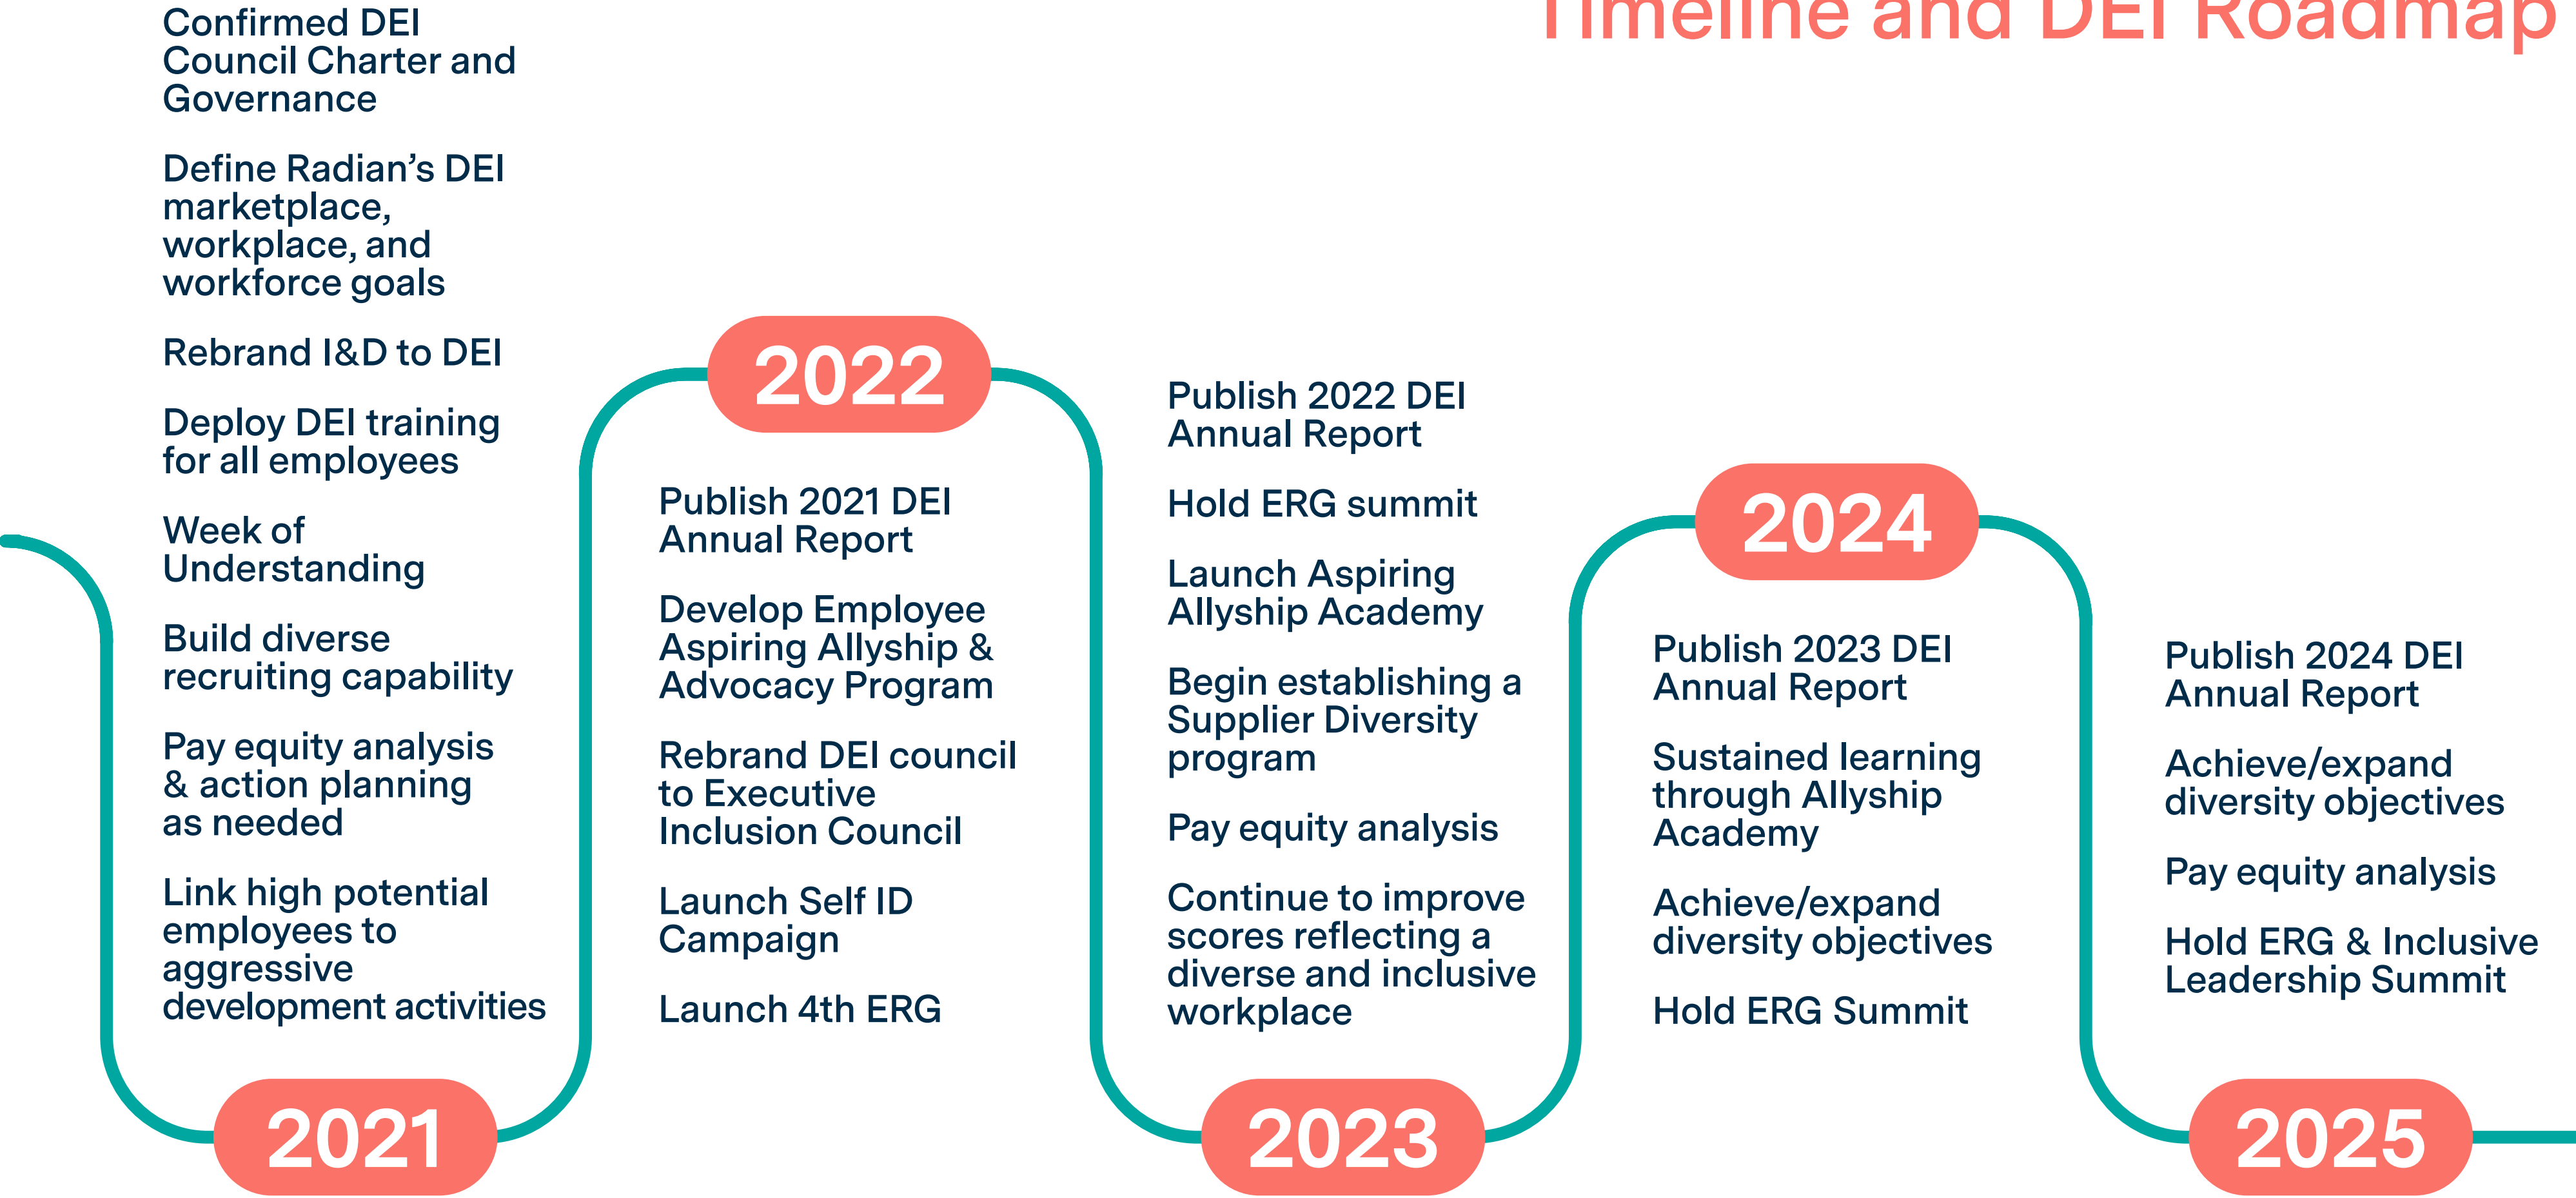 Timeline and DEI Roadmap
Confirmed DEI
Council Charter and
Governance
Define Radian’s DEI
marketplace,
workplace, and
workforce goals
Rebrand I&D to DEI
Deploy DEI training
for all employees
Week of
Understanding
Build diverse
recruiting capability
Pay equity analysis
& action planning
as needed
Link high potential
employees to
aggressive
development activities
2021
2022
Publish 2021 DEI
Annual Report
Develop Employee
Aspiring Allyship &
Advocacy Program
Rebrand DEI council
to Executive
Inclusion Council
Launch Self ID
Campaign
Launch 4th ERG
Publish 2022 DEI
Annual Report
Hold ERG summit
Launch Aspiring
Allyship Academy
Begin establishing a
Supplier Diversity
program
Pay equity analysis
Continue to improve
scores reflecting a
diverse and inclusive
workplace
2023
2024
Publish 2023 DEI
Annual Report
Sustained learning
through Allyship
Academy
Achieve/expand
diversity objectives
Hold ERG Summit
Publish 2024 DEI
Annual Report
Achieve/expand
diversity objectives
Pay equity analysis
Hold ERG & Inclusive
Leadership Summit
2025